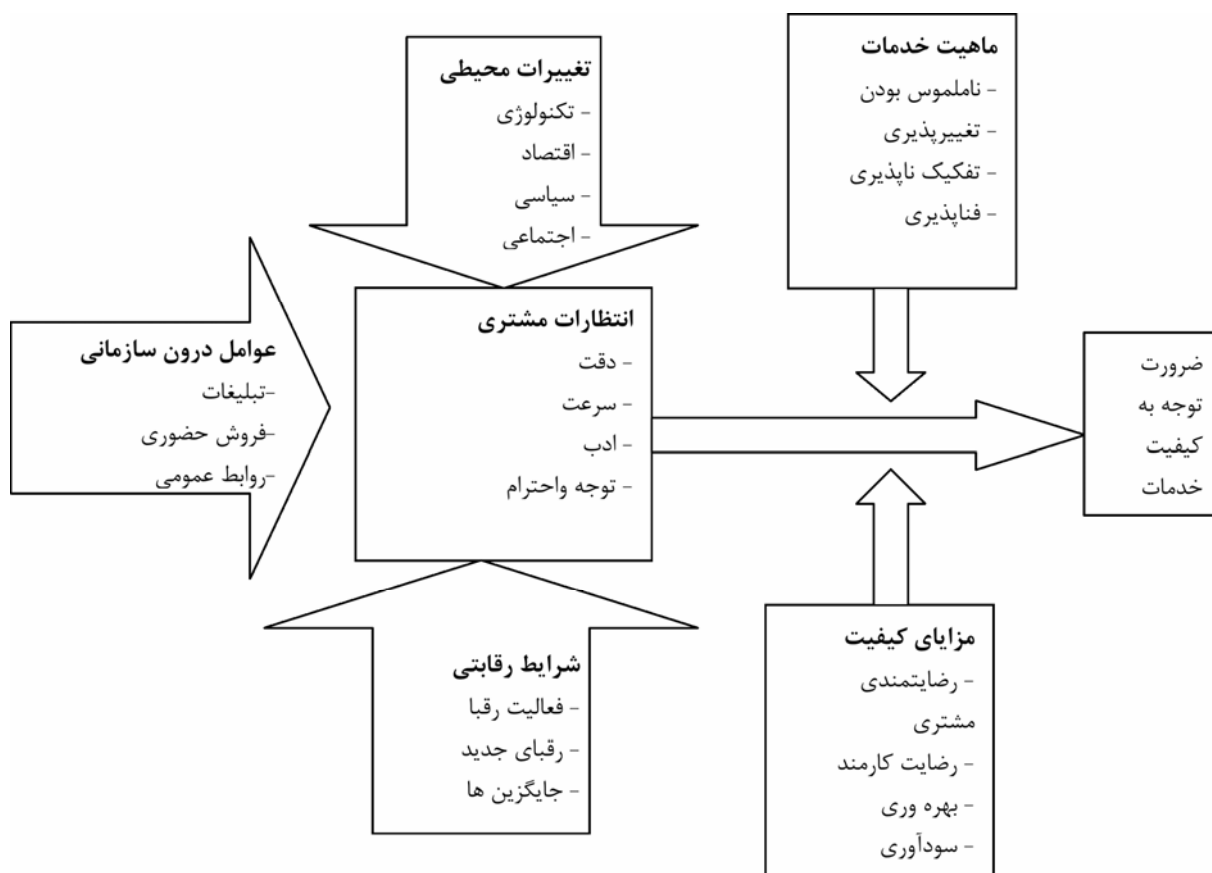 تغییرات محیطی
- تکنولوژی
- اقتصاد
- سیاسی
- اجتماعی
ماهیت خدمات
- ناملموس بودن
- تغییرپذیری
- تفکیک ناپذیری
- فناپذیری
عوامل درون سازمانی
-تبلیغات
-فروش حضوری
-روابط عمومی
انتظارات مشتری
- دقت
- سرعت
- ادب
- توجه واحترام
ضرورت
توجه به
کیفیت
خدمات
شرایط رقابتی
- فعالیت رقبا
- رقبای جدید
- جایگزین ها
مزایای کیفیت
- رضایتمندی
مشتری
- رضایت کارمند
- بهره وری
- سودآوری